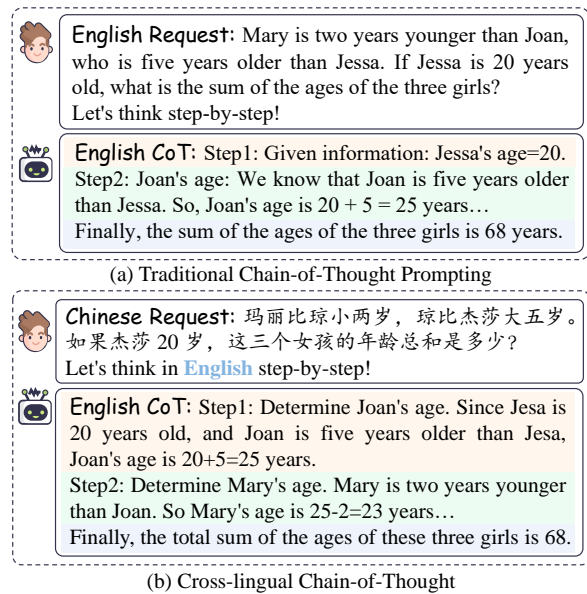 English Request: Mary is two years younger than Joan,
who is five years older than Jessa. If Jessa is 20 years
old, what is the sum of the ages of the three girls?
Let's think step-by-step!
English CoT: Step1: Given information: Jessa's age=20.
Step2: Joan's age: We know that Joan is five years older
than Jessa. So, Joan's age is 20 + 5 = 25 years…
Finally, the sum of the ages of the three girls is 68 years.
(a) Traditional Chain-of-Thought Prompting
Chinese Request: 玛丽比琼小两岁，琼比杰莎大五岁。
如果杰莎 20 岁，这三个女孩的年龄总和是多少？
Let's think in English step-by-step!
English CoT: Step1: Determine Joan's age. Since Jesa is
20 years old, and Joan is five years older than Jesa,
Joan's age is 20+5=25 years.
Step2: Determine Mary's age. Mary is two years younger
than Joan. So Mary's age is 25-2=23 years…
Finally, the total sum of the ages of these three girls is 68.
(b) Cross-lingual Chain-of-Thought